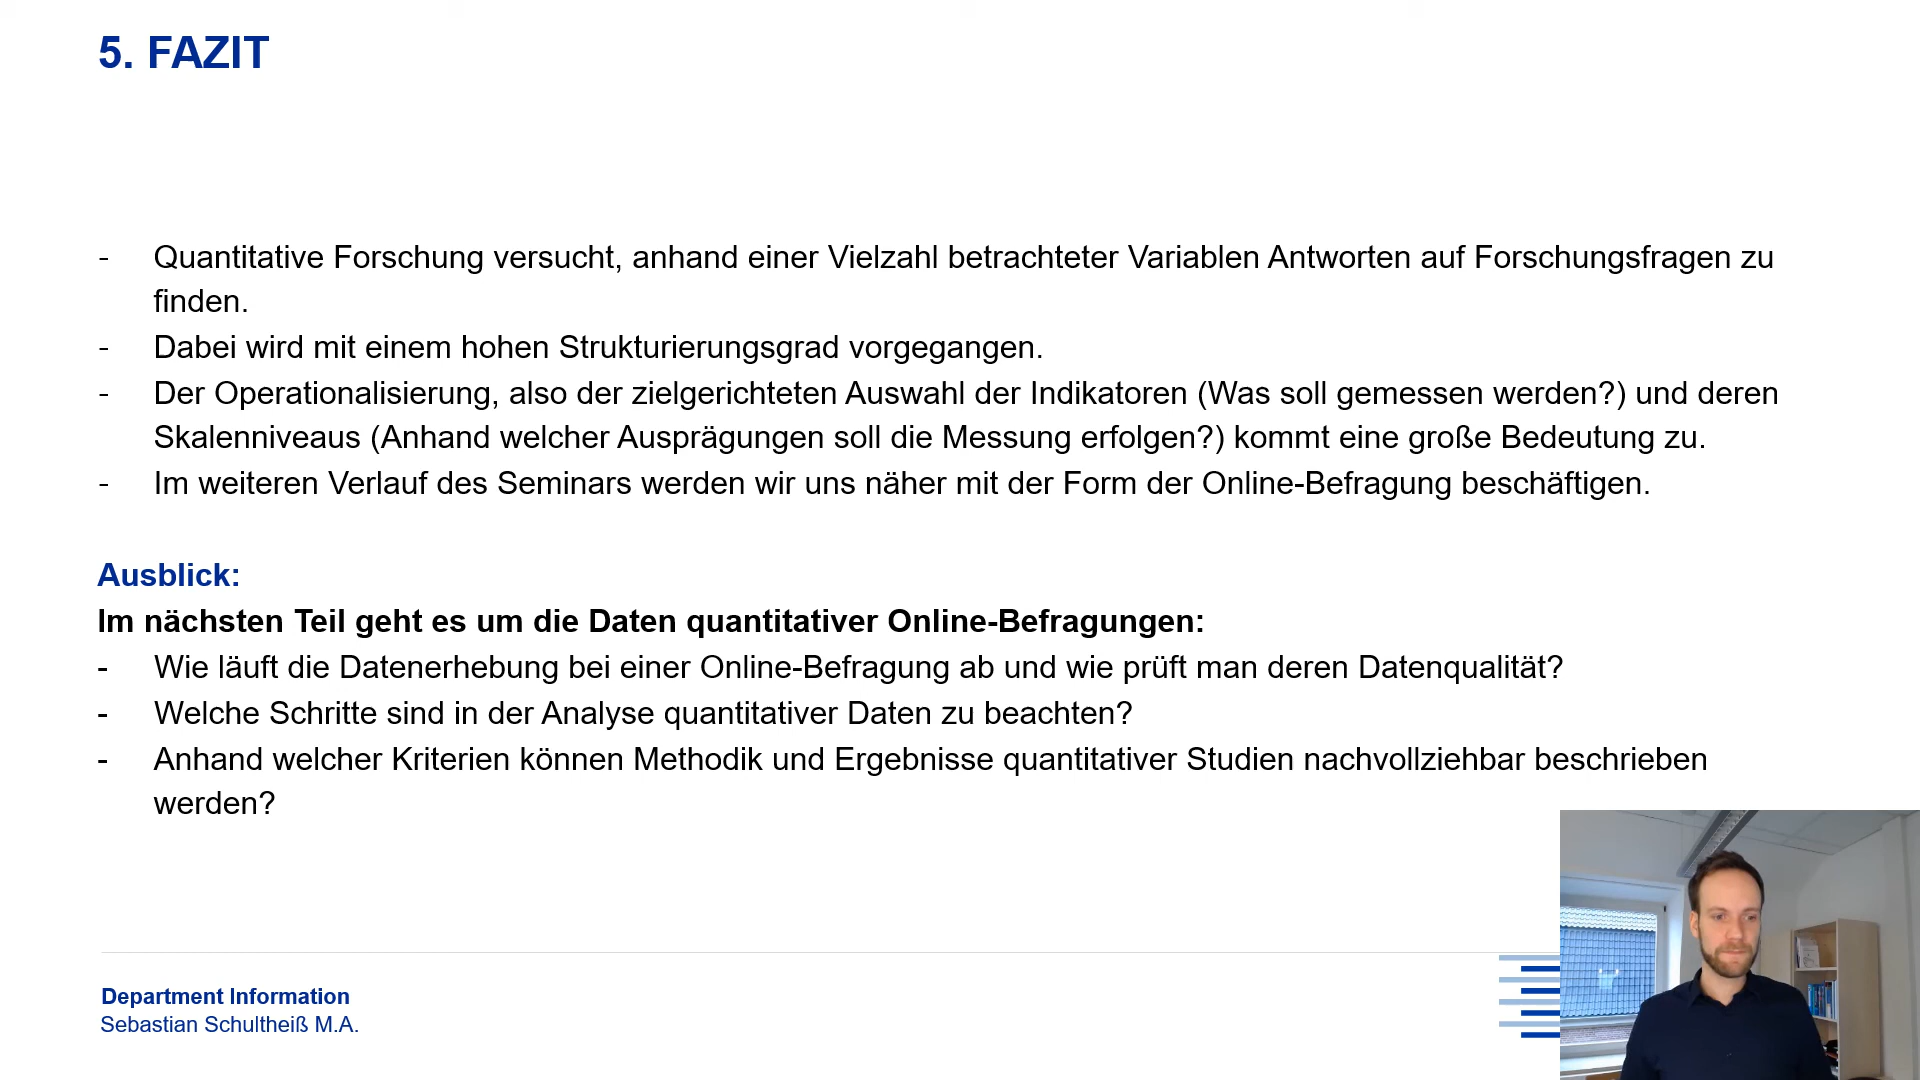 5. FAZIT
- Quantitative Forschung versucht, anhand einer Vielzahl betrachteter Variablen Antworten auf Forschungsfragen zu
finden.
- Dabei wird mit einem hohen Strukturierungsgrad vorgegangen.
- Der Operationalisierung, also der zielgerichteten Auswahl der Indikatoren (Was soll gemessen werden?) und deren
Skalenniveaus (Anhand welcher Ausprägungen soll die Messung erfolgen?) kommt eine große Bedeutung zu.
- Im weiteren Verlauf des Seminars werden wir uns näher mit der Form der Online-Befragung beschäftigen.
Ausblick:
Im nächsten Teil geht es um die Daten quantitativer Online-Befragungen:
- Wie läuft die Datenerhebung bei einer Online-Befragung ab und wie prüft man deren Datenqualität?
- Welche Schritte sind in der Analyse quantitativer Daten zu beachten?
- Anhand welcher Kriterien können Methodik und Ergebnisse quantitativer Studien nachvollziehbar beschrieben
werden?
Department Information
Sebastian Schultheiß M.A.